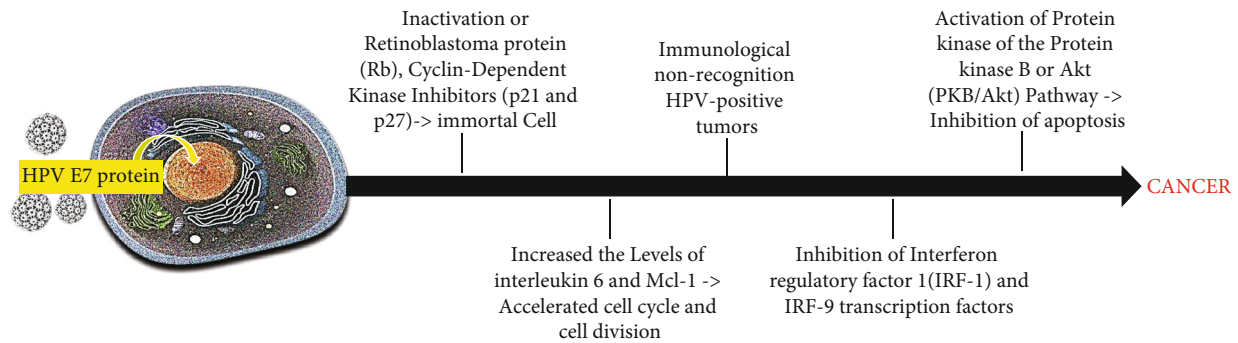 HPV E7 protein
Inactivation or
Retinoblastoma protein
(Rb), Cyclin-Dependent
Kinase Inhibitors (p21 and
p27)-> immortal Cell
Increased the Levels of
interleukin 6 and Mcl-1 ->
Accelerated cell cycle and
cell division
Immunological
non-recognition
HPV-positive
tumors
Inhibition of Interferon
regulatory factor 1(IRF-1) and
IRF-9 transcription factors
Activation of Protein
kinase of the Protein
kinase B or Akt
(PKB/Akt) Pathway ->
Inhibition of apoptosis
CANCER